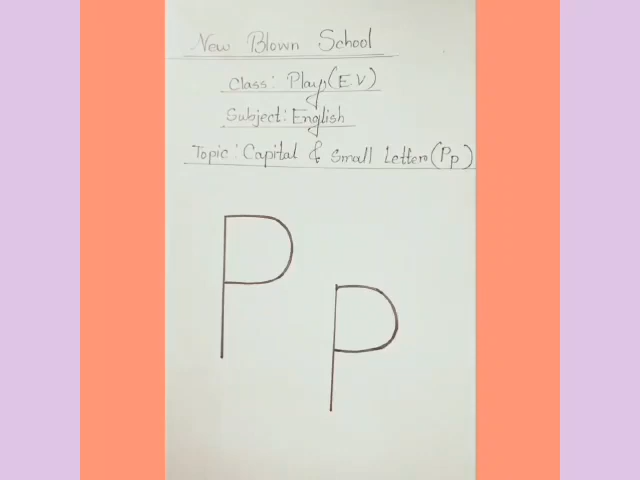 New Blown School
Class: Play(EV)
Subject: English
Topic: Capital & Small Letter(Pp)
P
p